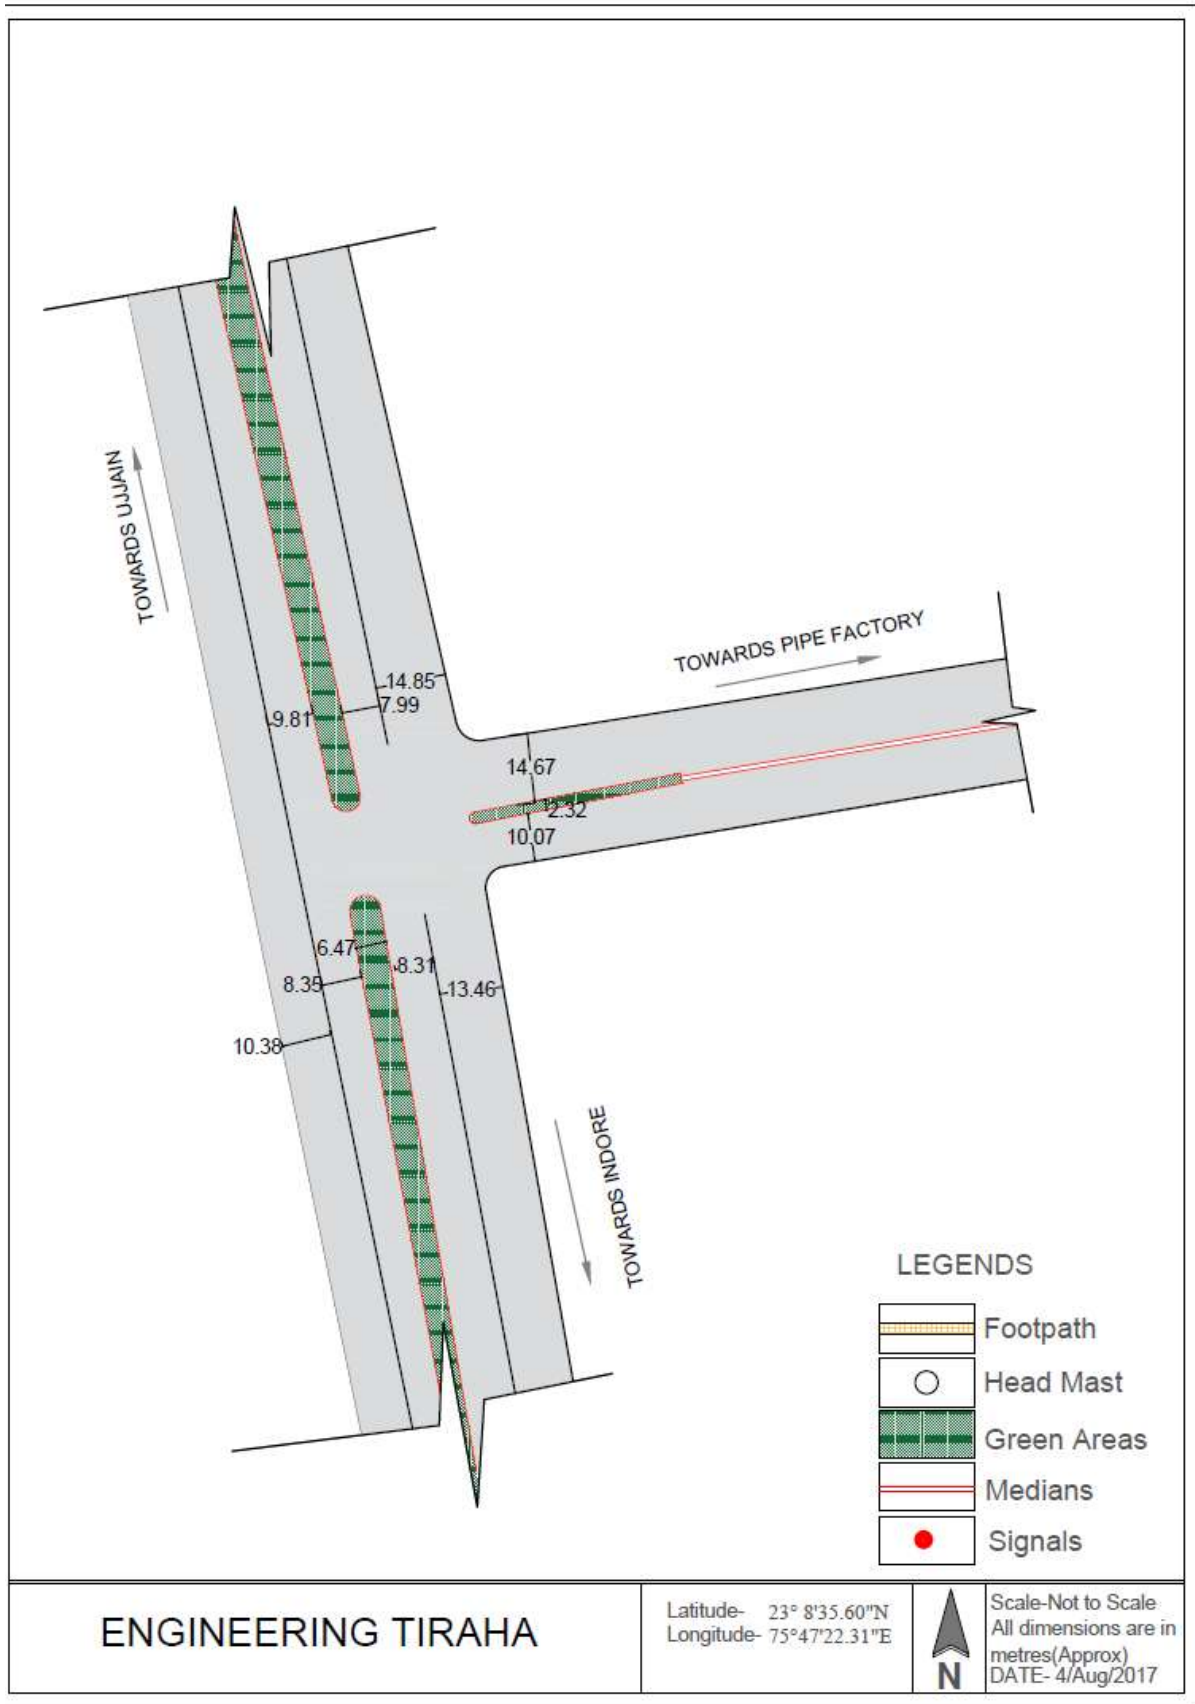 TOWARDS UJJAIN
TOWARDS PIPE FACTORY
14.85
7.99
9.81
14.67
2.32
10.07
6.47
8.31
8.35
13.46
10.38
TOWARDS INDORE
LEGENDS
Footpath
Head Mast
Green Areas
Medians
Signals
ENGINEERING TIRAHA
Latitude- 23° 8'35.60"N
Longitude- 75°47'22.31"E
N
Scale-Not to Scale
All dimensions are in
metres(Approx)
DATE- 4/Aug/2017